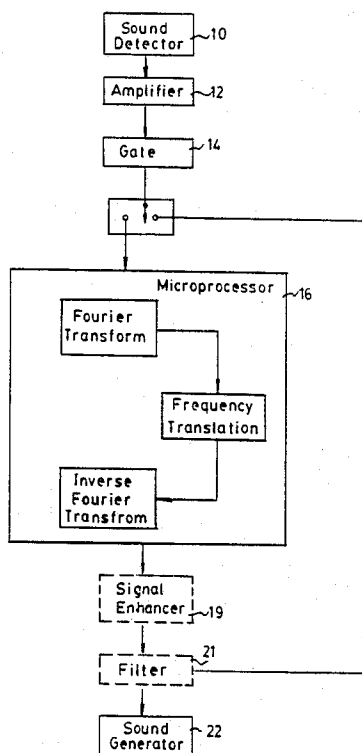 Sound
Detector
10
Amplifier
12
Gate
14
Microprocessor
16
Fourier
Transform
Frequency
Translation
Inverse
Fourier
Transfrom
Signal
Enhancer
19
Filter
21
Sound
Generator
22